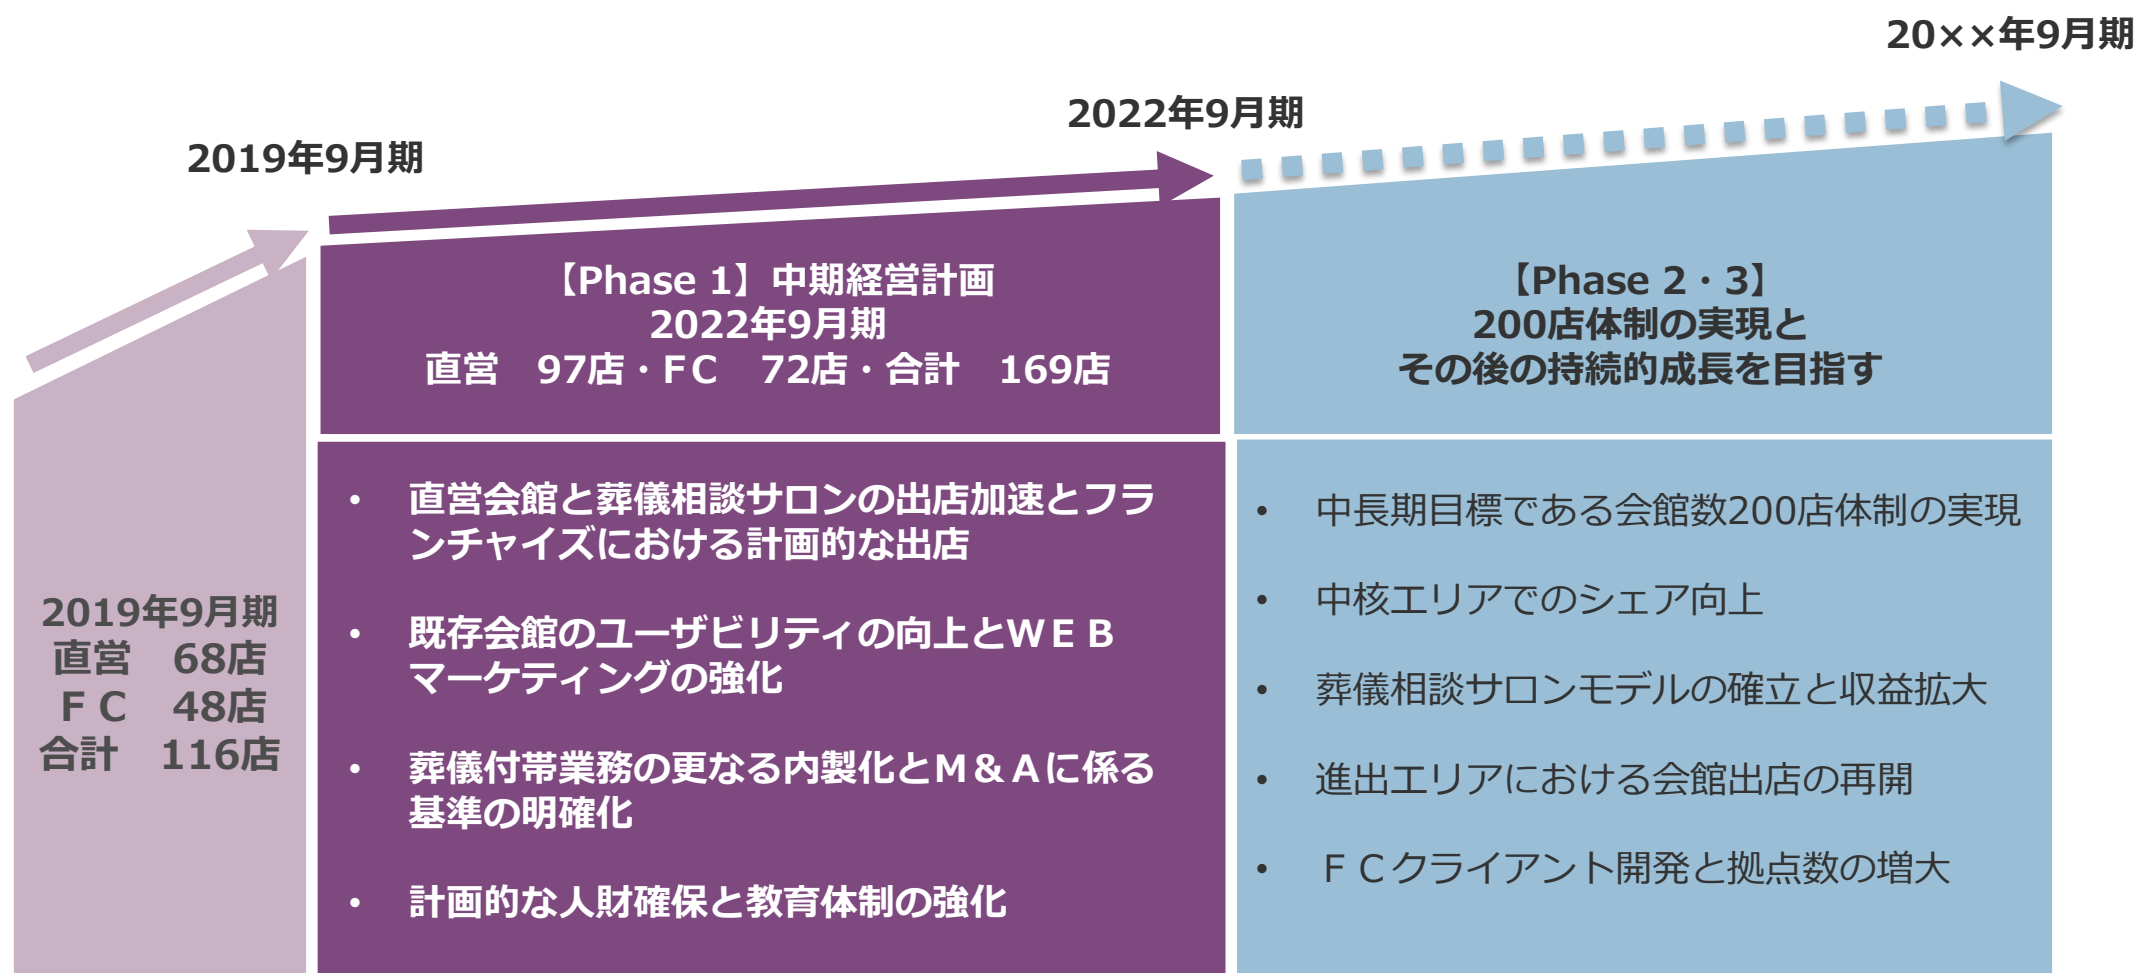 20××年9月期
2022年9月期
2019年9月期
2019年9月期
直営　68店
ＦＣ　48店
合計　116店
【Phase 1】中期経営計画
2022年9月期
直営　97店・FC　72店・合計　169店
・ 直営会館と葬儀相談サロンの出店加速とフラ
ンチャイズにおける計画的な出店
・ 既存会館のユーザビリティの向上とＷＥＢ
マーケティングの強化
・ 葬儀付帯業務の更なる内製化とＭ＆Ａに係る
基準の明確化
・ 計画的な人財確保と教育体制の強化
【Phase 2・3】
200店体制の実現と
その後の持続的成長を目指す
• 中長期目標である会館数200店体制の実現
• 中核エリアでのシェア向上
• 葬儀相談サロンモデルの確立と収益拡大
• 進出エリアにおける会館出店の再開
• ＦＣクライアント開発と拠点数の増大